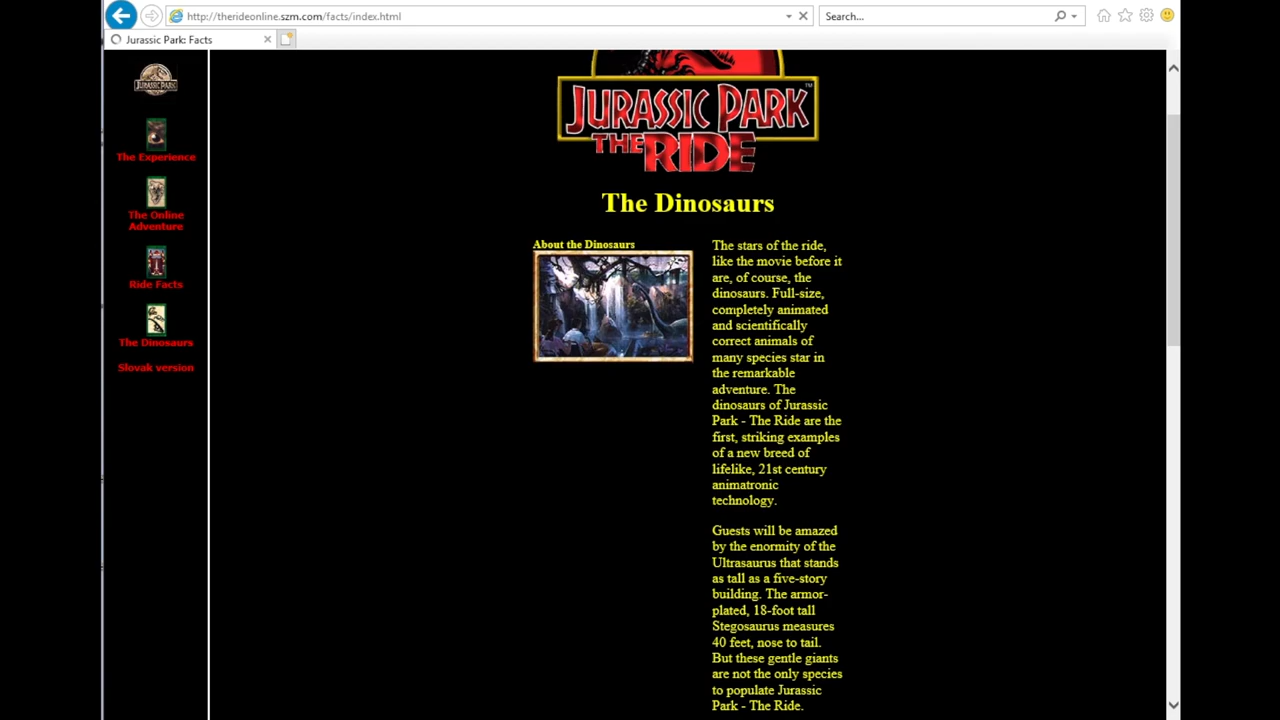 http://therideonline.szm.com/facts/index.html
Search...
Jurassic Park: Facts
JURASSIC PARK
The Experience
The Online
Adventure
Ride Facts
The Dinosaurs
Slovak version
JURASSIC PARK™
THE RIDE
The Dinosaurs
About the Dinosaurs
The stars of the ride,
like the movie before it
are, of course, the
dinosaurs. Full-size,
completely animated
and scientifically
correct animals of
many species star in
the remarkable
adventure. The
dinosaurs of Jurassic
Park - The Ride are the
first, striking examples
of a new breed of
lifelike, 21st century
animatronic
technology.
Guests will be amazed
by the enormity of the
Ultrasaurus that stands
as tall as a five-story
building. The armor-
plated, 18-foot tall
Stegosaurus measures
40 feet, nose to tail.
But these gentle giants
are not the only species
to populate Jurassic
Park - The Ride.